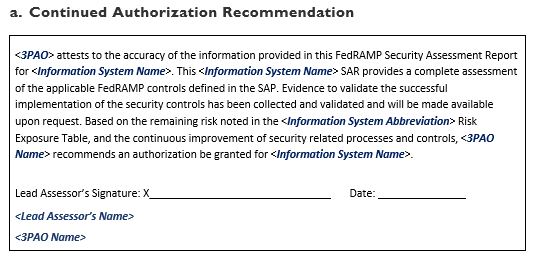 a. Continued Authorization Recommendation
<3PAO> attests to the accuracy of the information provided in this FedRAMP Security Assessment Report
for <Information System Name>. This <Information System Name> SAR provides a complete assessment
of the applicable FedRAMP controls defined in the SAP. Evidence to validate the successful
implementation of the security controls has been collected and validated and will be made available
upon request. Based on the remaining risk noted in the <Information System Abbreviation> Risk
Exposure Table, and the continuous improvement of security related processes and controls, <3PAO
Name> recommends an authorization be granted for <Information System Name>.
Lead Assessor's Signature: X______________________________ Date: ______________
<Lead Assessor's Name>
<3PAO Name>